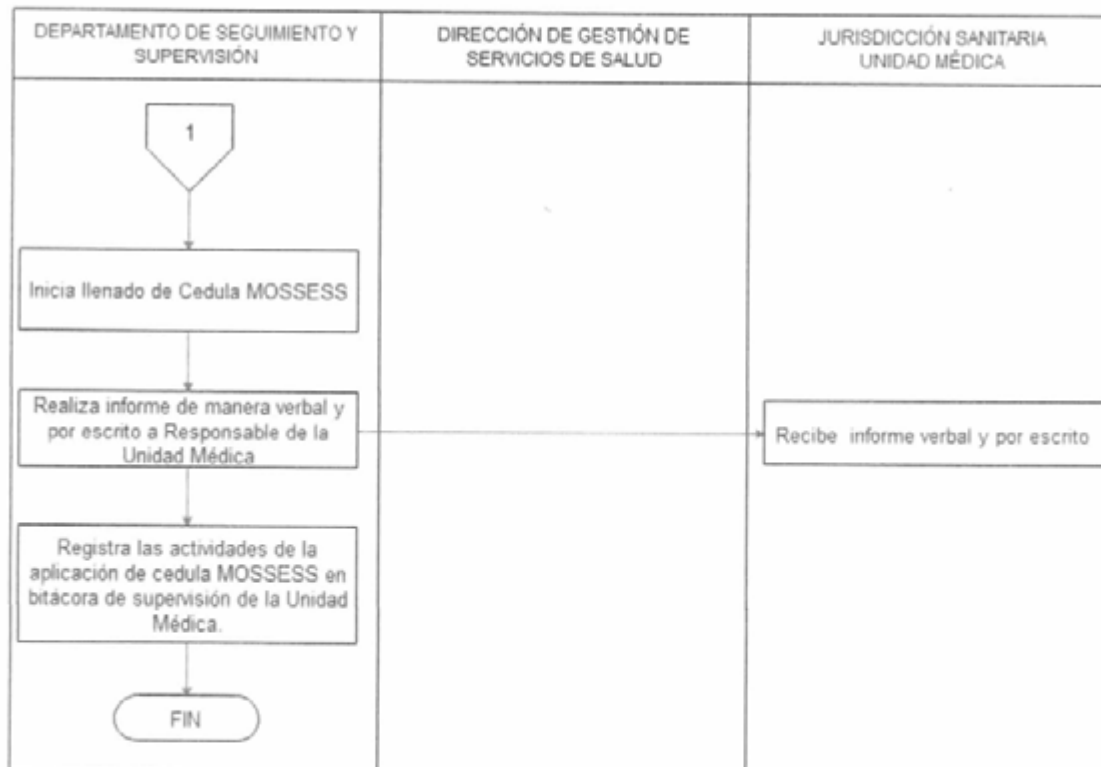 DEPARTAMENTO DE SEGUIMIENTO Y
SUPERVISIÓN
DIRECCIÓN DE GESTIÓN DE
SERVICIOS DE SALUD
JURISDICCIÓN SANITARIA
UNIDAD MÉDICA
1
Inicia llenado de Cedula MOSSESS
Realiza informe de manera verbal y
por escrito a Responsable de la
Unidad Médica
Recibe informe verbal y por escrito
Registra las actividades de la
aplicación de cedula MOSSESS en
bitácora de supervisión de la Unidad
Médica.
FIN